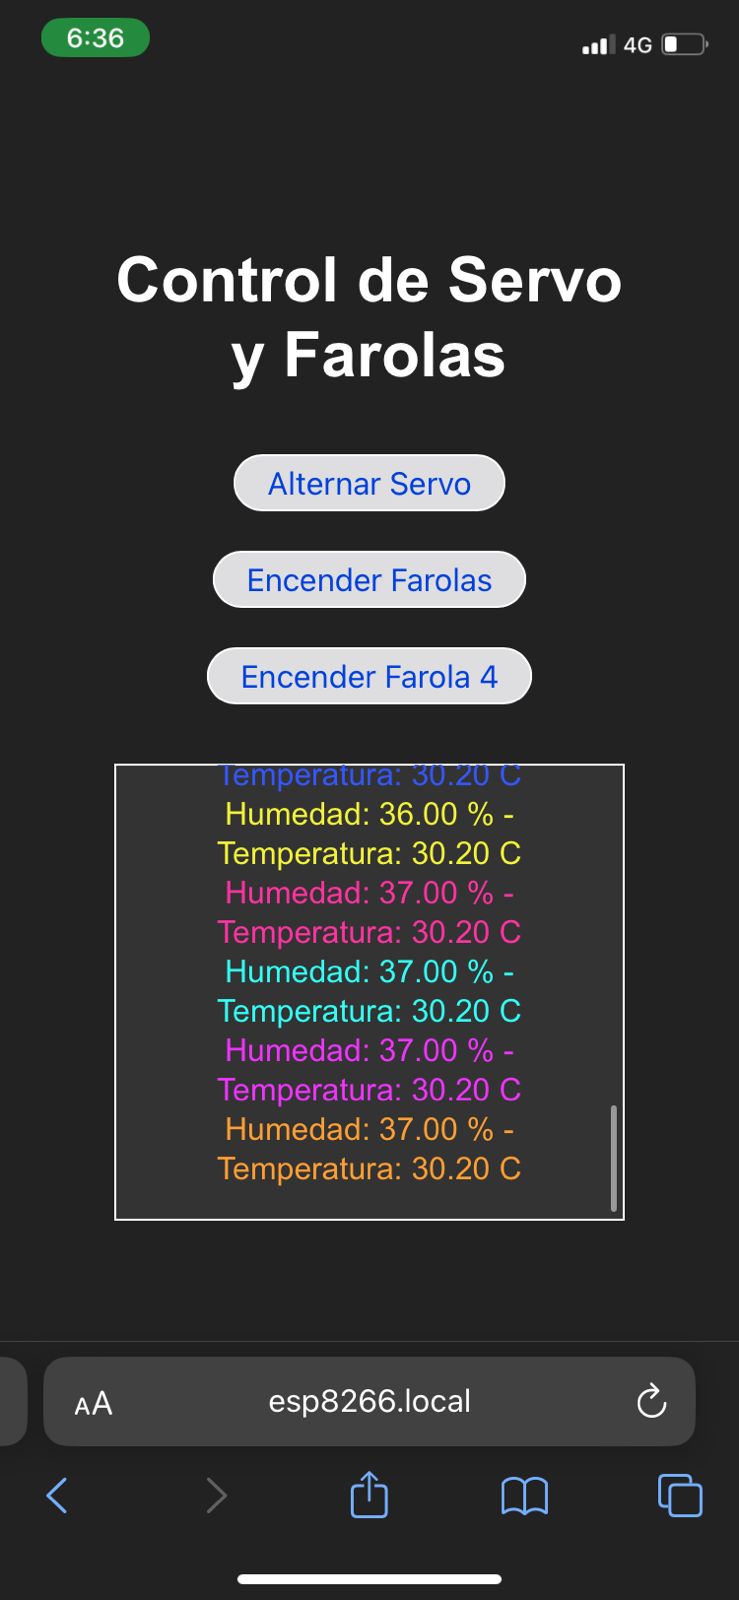 6:36
4G
Control de Servo
y Farolas
Alternar Servo
Encender Farolas
Encender Farola 4
Temperatura: 30.20 C
Humedad: 36.00 % -
Temperatura: 30.20 C
Humedad: 37.00 % -
Temperatura: 30.20 C
Humedad: 37.00 % -
Temperatura: 30.20 C
Humedad: 37.00 % -
Temperatura: 30.20 C
Humedad: 37.00 % -
Temperatura: 30.20 C
AA
esp8266.local